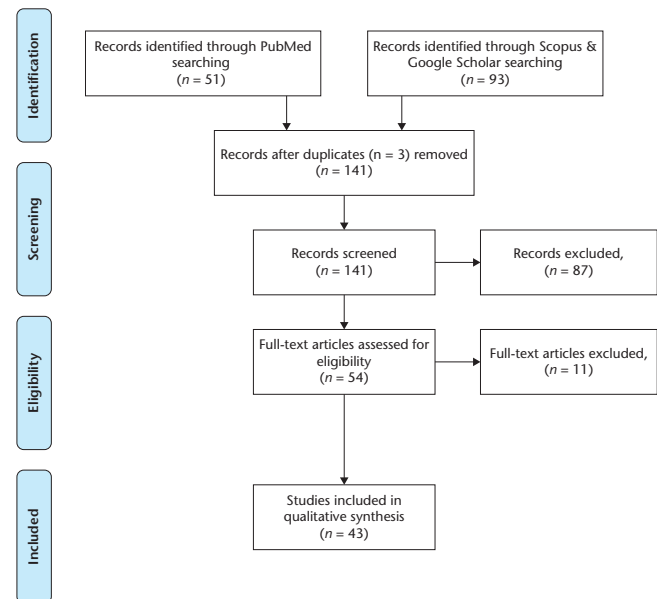 Identification
Records identified through PubMed
searching
(n = 51)
Records identified through Scopus &
Google Scholar searching
(n = 93)
Records after duplicates (n = 3) removed
(n = 141)
Screening
Records screened
(n = 141)
Records excluded,
(n = 87)
Eligibility
Full-text articles assessed for
eligibility
(n = 54)
Full-text articles excluded,
(n = 11)
Included
Studies included in
qualitative synthesis
(n = 43)